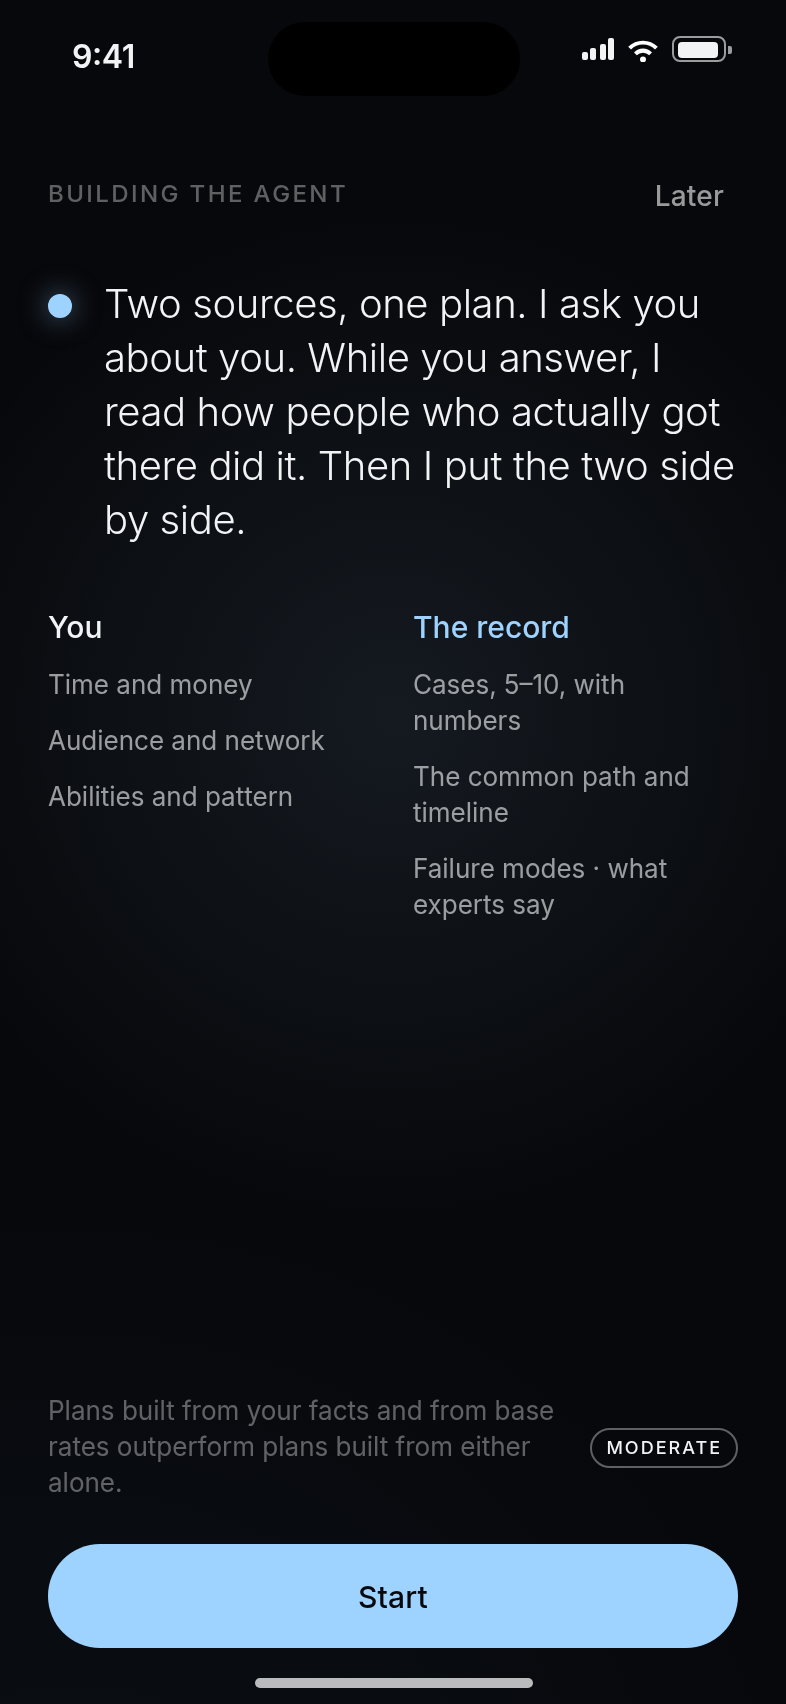 9:41
BUILDING THE AGENT
Later
Two sources, one plan. I ask you
about you. While you answer, I
read how people who actually got
there did it. Then I put the two side
by side.
You
Time and money
Audience and network
Abilities and pattern
The record
Cases, 5–10, with
numbers
The common path and
timeline
Failure modes · what
experts say
Plans built from your facts and from base
rates outperform plans built from either
alone.
MODERATE
Start